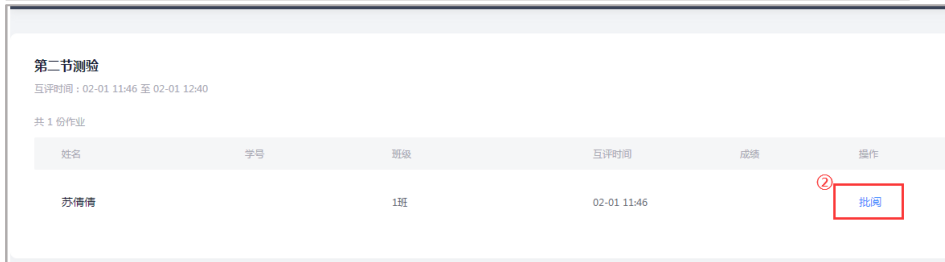 第二节测验
互评时间：02-01 11:46 至 02-01 12:40
共 1 份作业
姓名 学号 班级 互评时间 成绩 操作
②
苏倩倩 1班 02-01 11:46 批阅